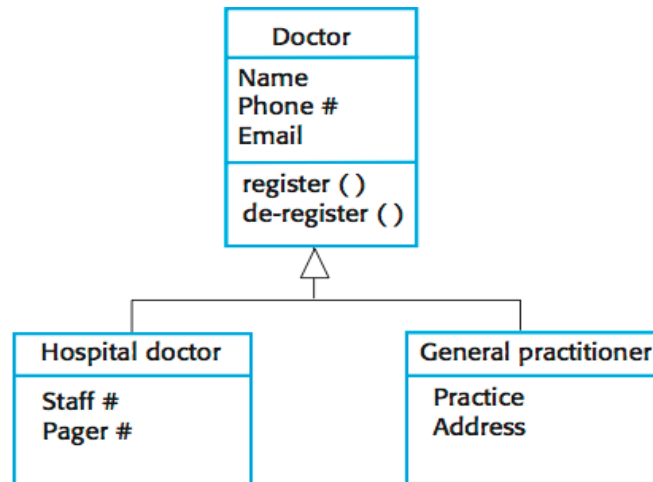 Doctor
Name
Phone #
Email
register ( )
de-register ( )
Hospital doctor
Staff #
Pager #
General practitioner
Practice
Address